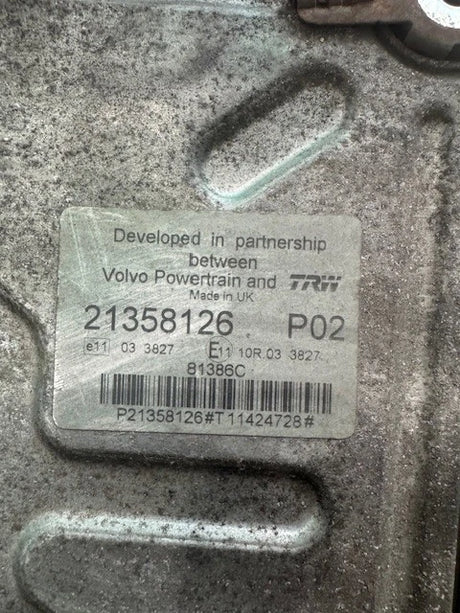 Developed in partnership
between
Volvo Powertrain and TRW
Made in UK
21358126 P02
e11 03 3827 E11 10R 03 3827
81386C
P21358126#T11424728#